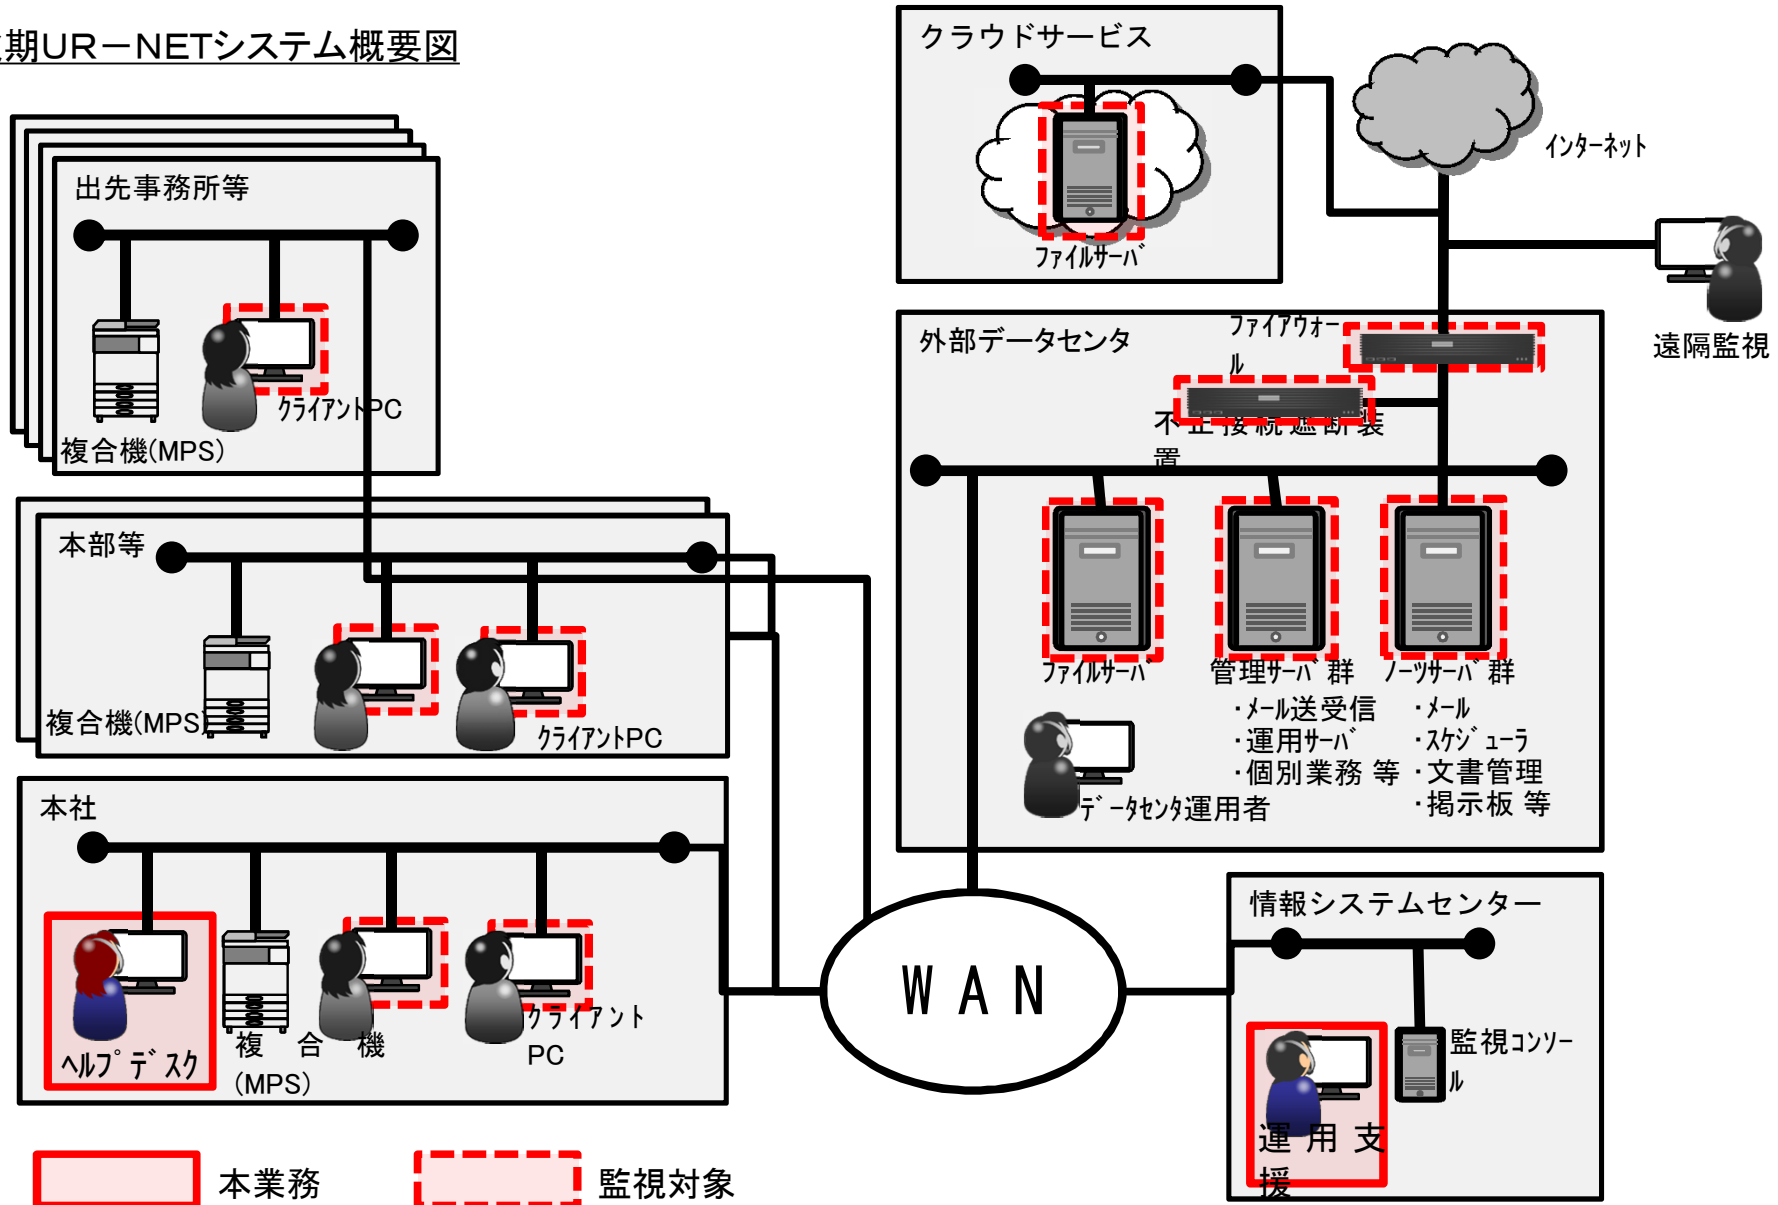 期UR－NETシステム概要図
クラウドサービス
ファイルサーバ
インターネット
遠隔監視
出先事務所等
クライアントPC
複合機(MPS)
外部データセンタ
ファイアウォー
ル
不正接続遮断装
置
本部等
複合機(MPS)
クライアントPC
ファイルサーバ
管理サーバ群
・メール送受信
・運用サーバ
・個別業務 等
ノーツサーバ群
・メール
・スケジューラ
・文書管理
・掲示板 等
データセンタ運用者
本社
ヘルプデスク
複合機
(MPS)
クライアント
PC
WAN
情報システムセンター
監視コンソー
ル
運用支
援
本業務
監視対象